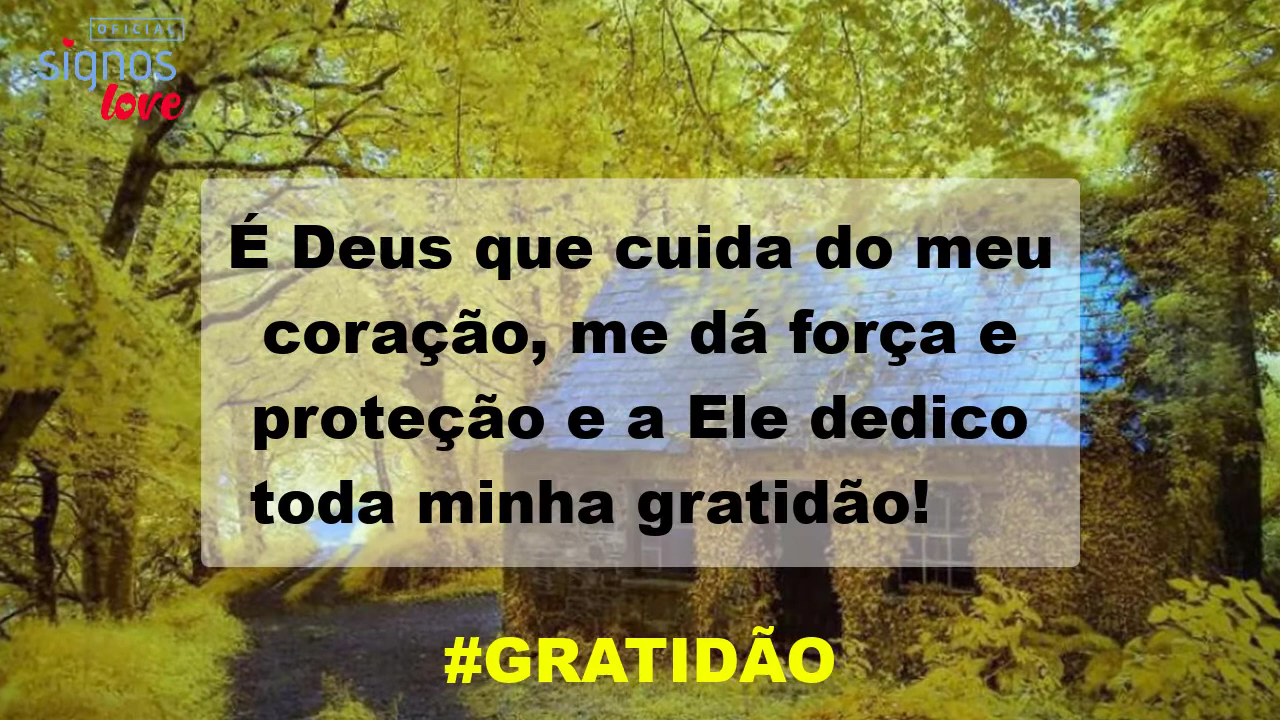 OFICIAL
signos
love
É Deus que cuida do meu
coração, me dá força e
proteção e a Ele dedico
toda minha gratidão!
#GRATIDÃO